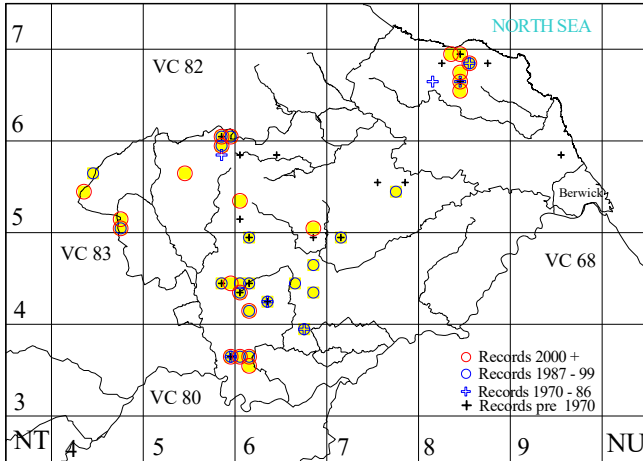 NORTH SEA
7
VC 82
6
Berwick
5
VC 83
VC 68
4
Records 2000 +
Records 1987 - 99
Records 1970 - 86
Records pre 1970
VC 80
3
NT 4 5 6 7 8 9 NU